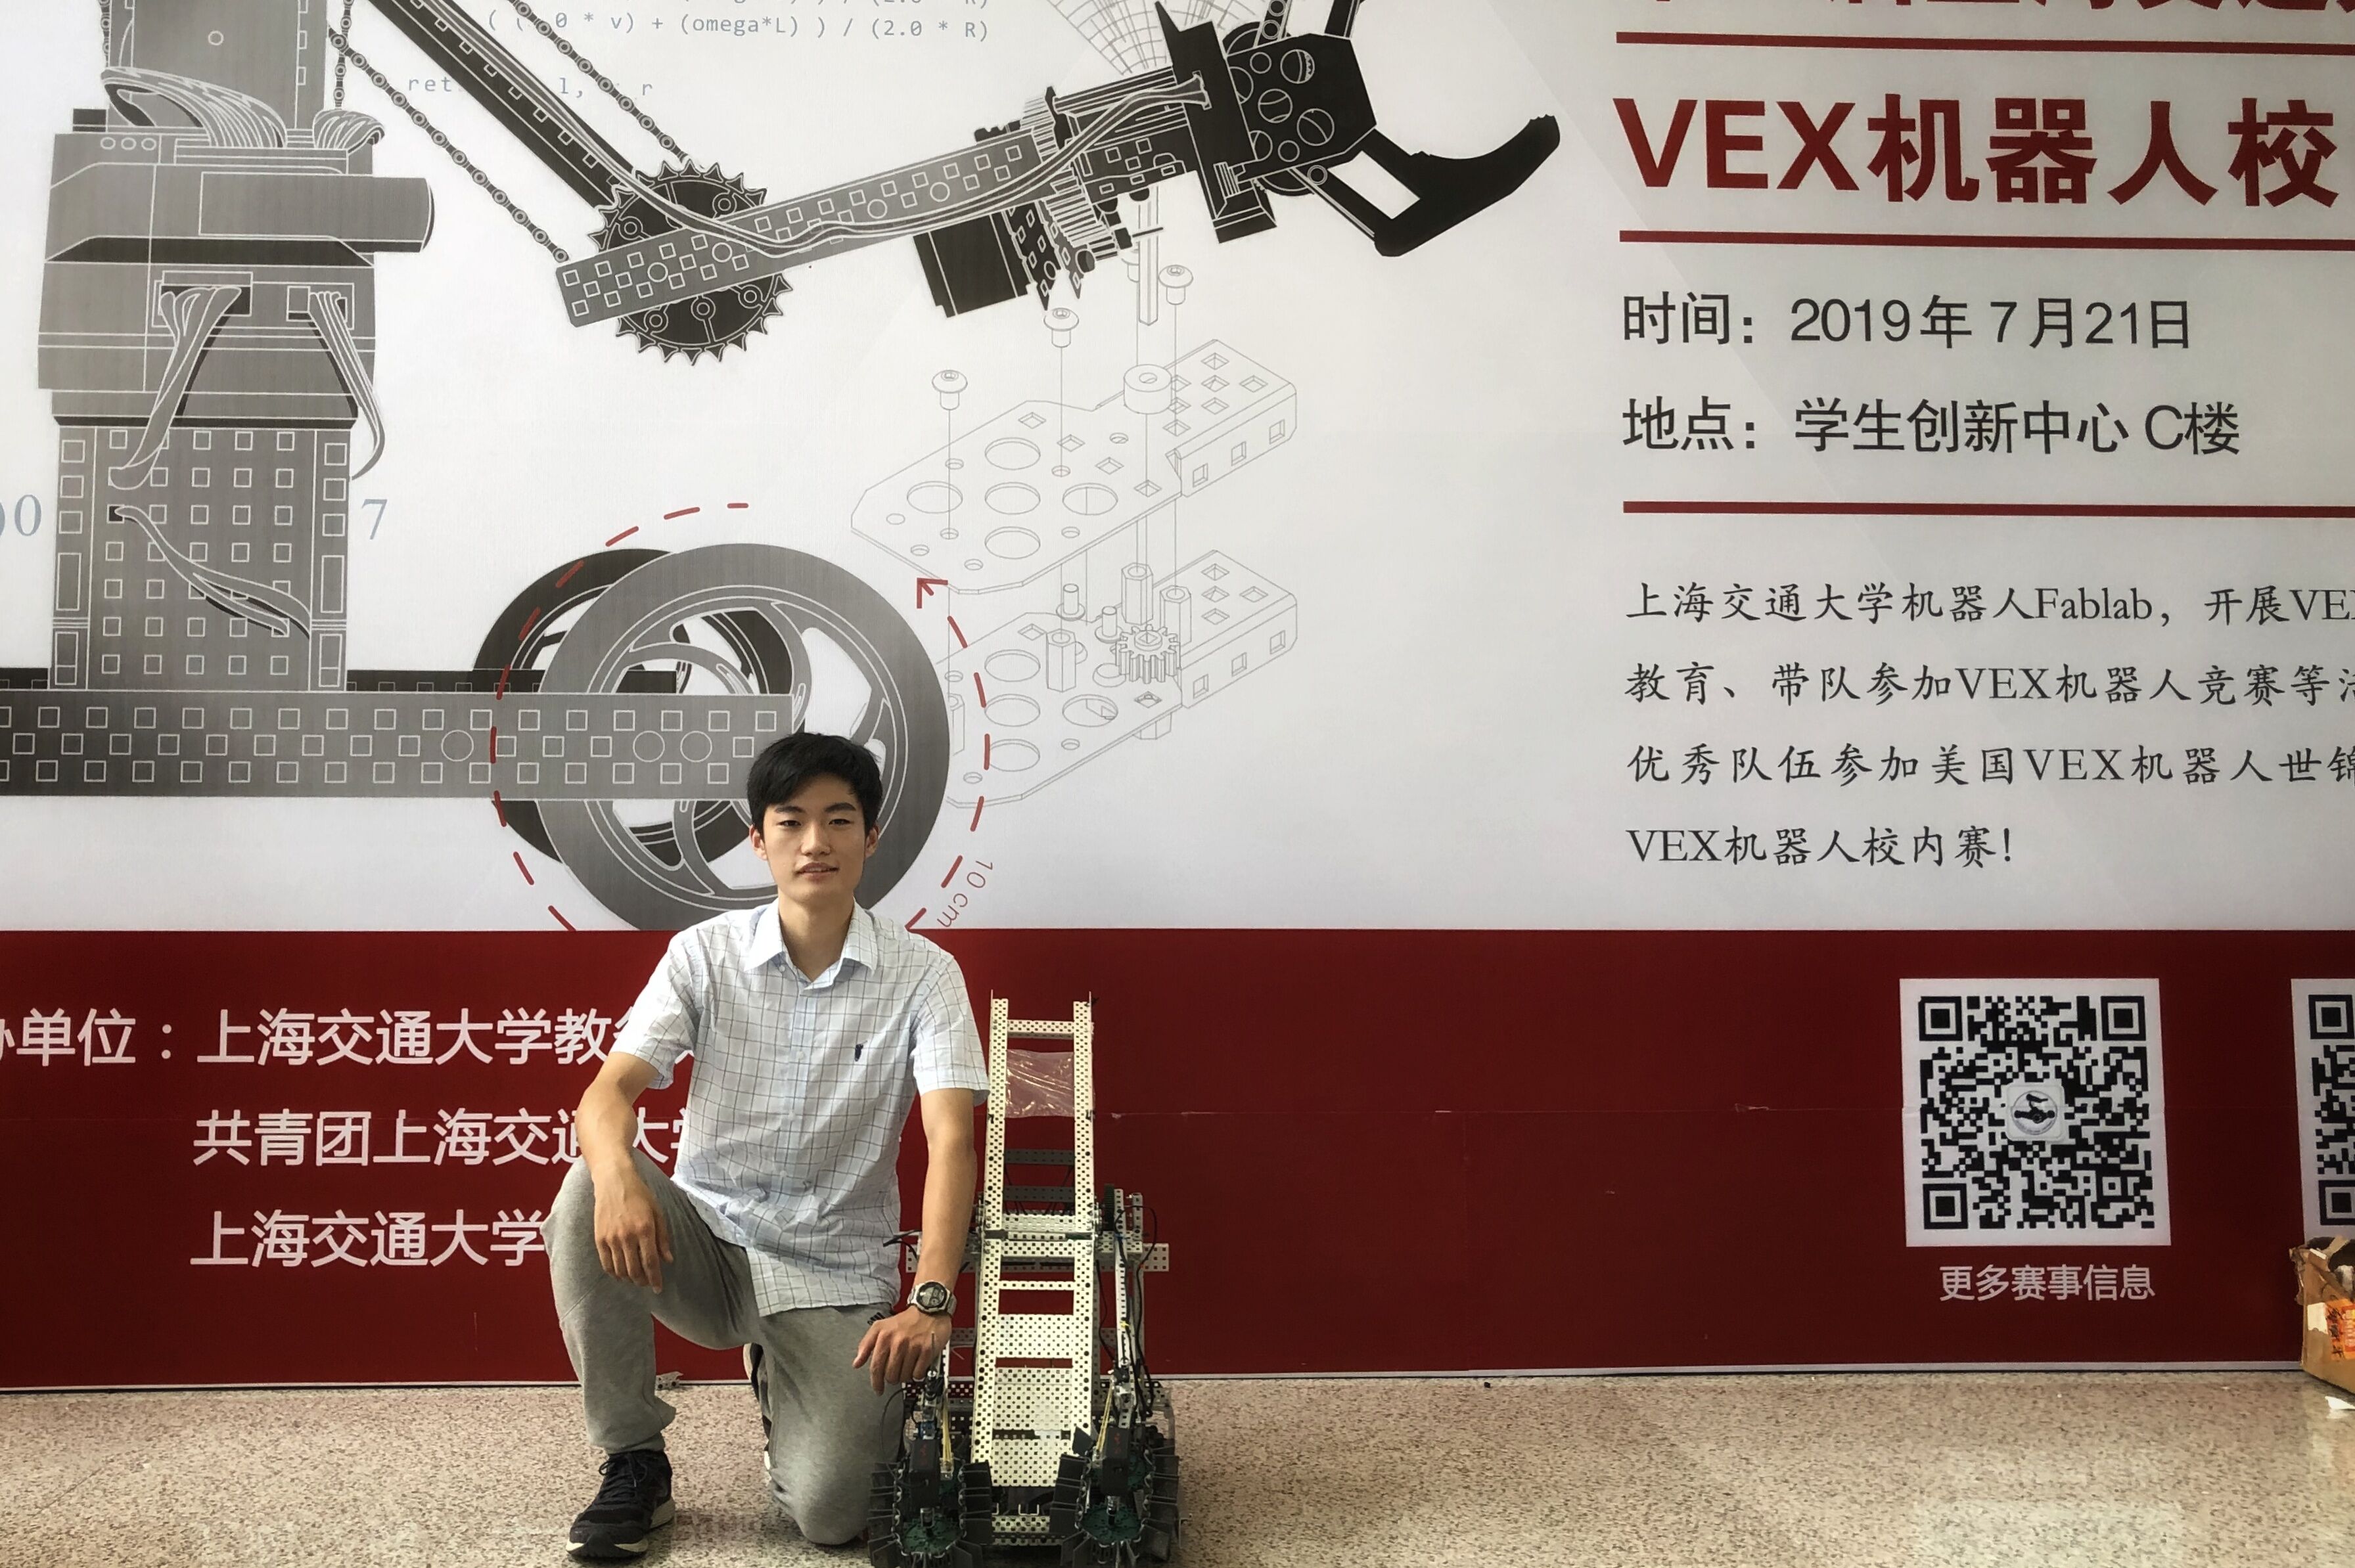 (omega*L) ) / (2.0 * R)
VEX机器人校
时间：2019年7月21日
地点：学生创新中心 C楼
上海交通大学机器人Fablab，开展VEX
教育、带队参加VEX机器人竞赛等
优秀队伍参加美国VEX机器人世锦
VEX机器人校内赛！
7
10cm
办单位：上海交通大学教
共青团上海交通大学
上海交通大学
更多赛事信息